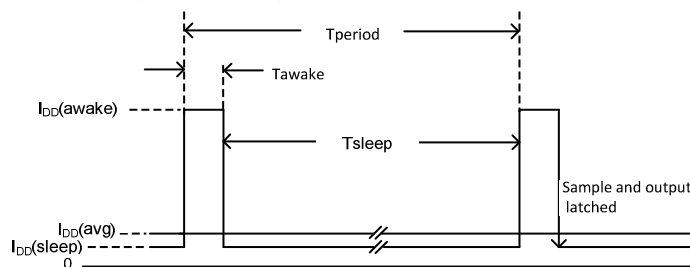 Tperiod
Tawake
IDD(awake)
Tsleep
Sample and output
latched
IDD(avg)
IDD(sleep)
0